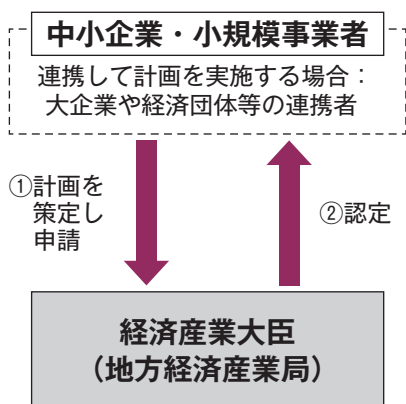 中小企業・小規模事業者
連携して計画を実施する場合：
大企業や経済団体等の連携者
①計画を
策定し
申請
②認定
経済産業大臣
（地方経済産業局）